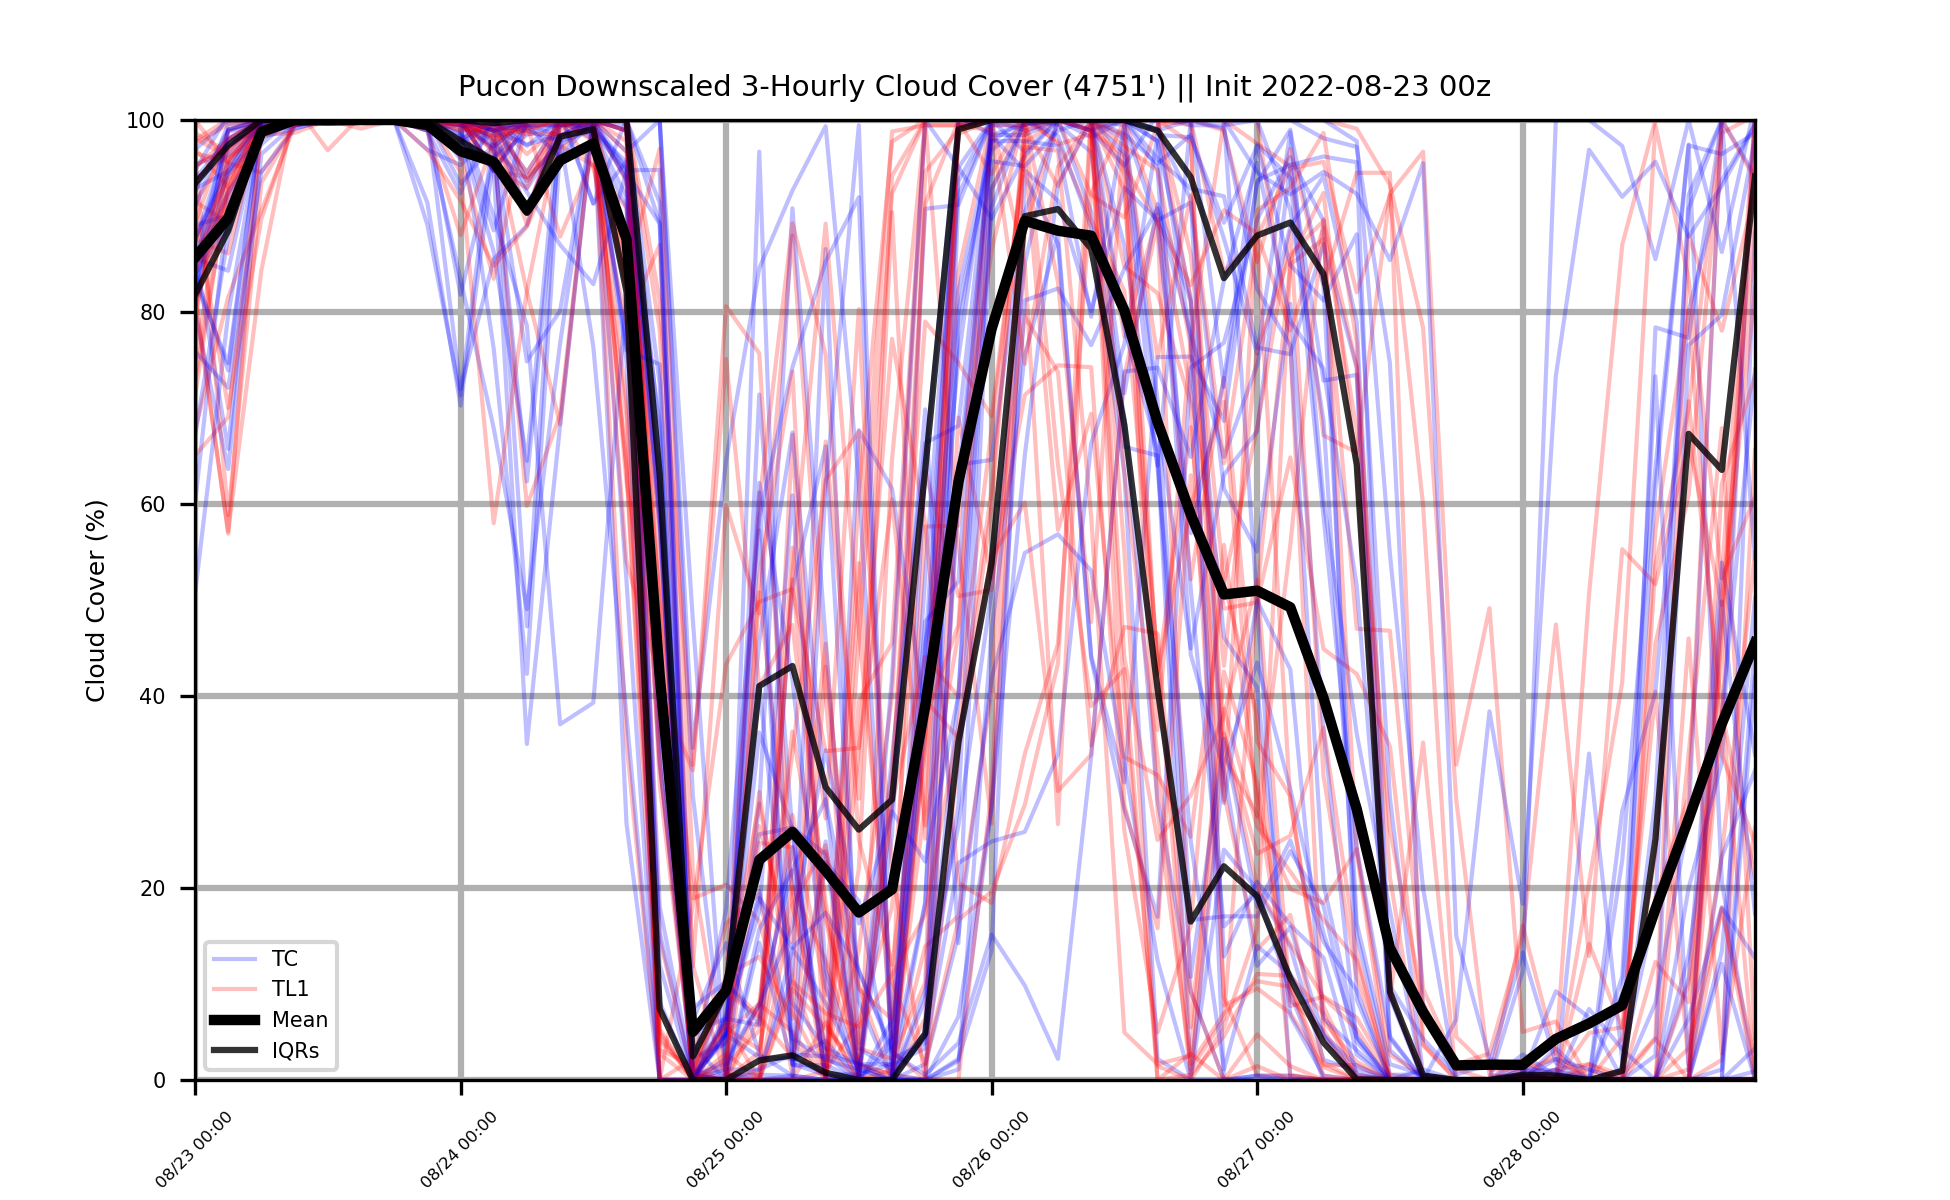 Pucon Downscaled 3-Hourly Cloud Cover (4751') || Init 2022-08-23 00z
Cloud Cover (%)
100
80
60
40
20
0
TC
TL1
Mean
IQRs
08/23 00:00
08/24 00:00
08/25 00:00
08/26 00:00
08/27 00:00
08/28 00:00